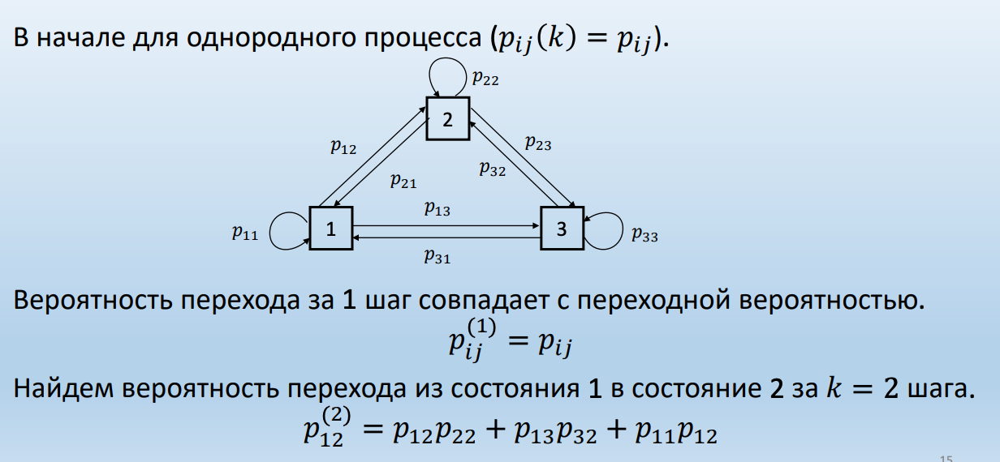 В начале для однородного процесса (p_{ij}(k) = p_{ij}).
p_{22}
2
p_{12}
p_{23}
p_{32}
p_{21}
p_{13}
p_{11}
1
3
p_{33}
p_{31}
Вероятность перехода за 1 шаг совпадает с переходной вероятностью.
p_{ij}^{(1)} = p_{ij}
Найдем вероятность перехода из состояния 1 в состояние 2 за k = 2 шага.
p_{12}^{(2)} = p_{12}p_{22} + p_{13}p_{32} + p_{11}p_{12}
15